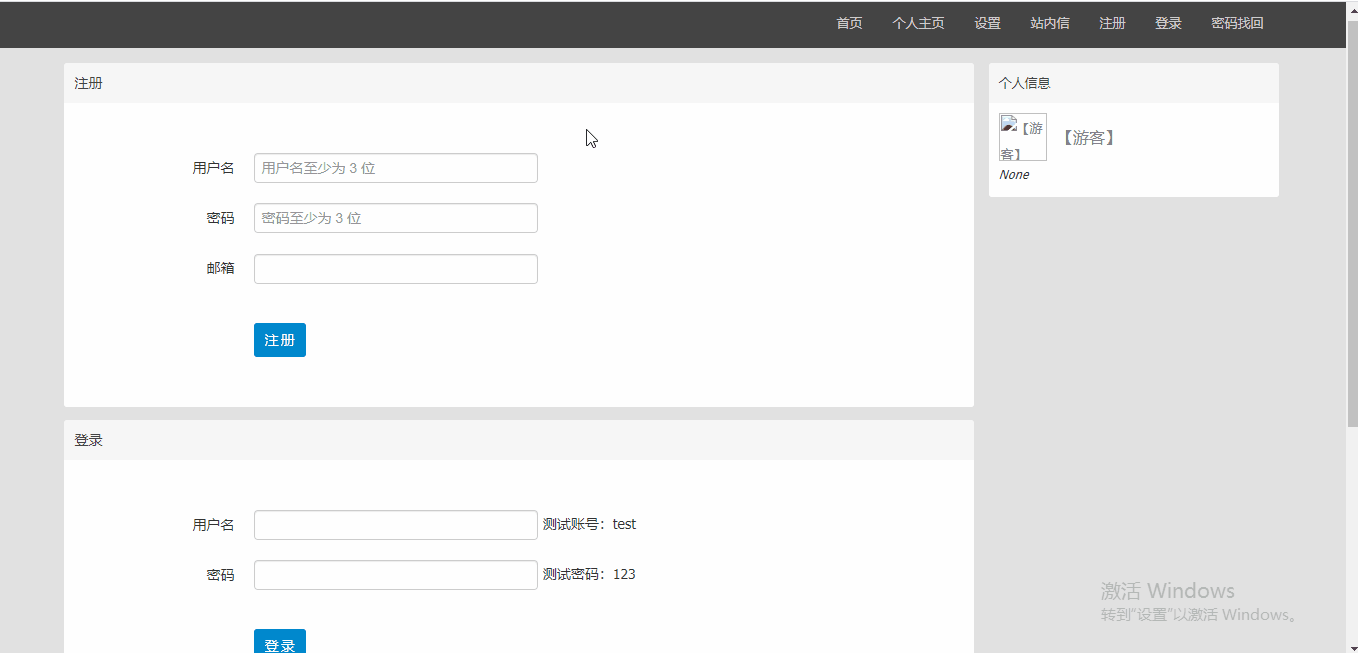 首页 个人主页 设置 站内信 注册 登录 密码找回
注册
用户名 用户名至少为 3 位
密码 密码至少为 3 位
邮箱
注册
登录
用户名 测试账号：test
密码 测试密码：123
登录
个人信息
【游客】 【游客】
None
激活 Windows
转到"设置"以激活 Windows。